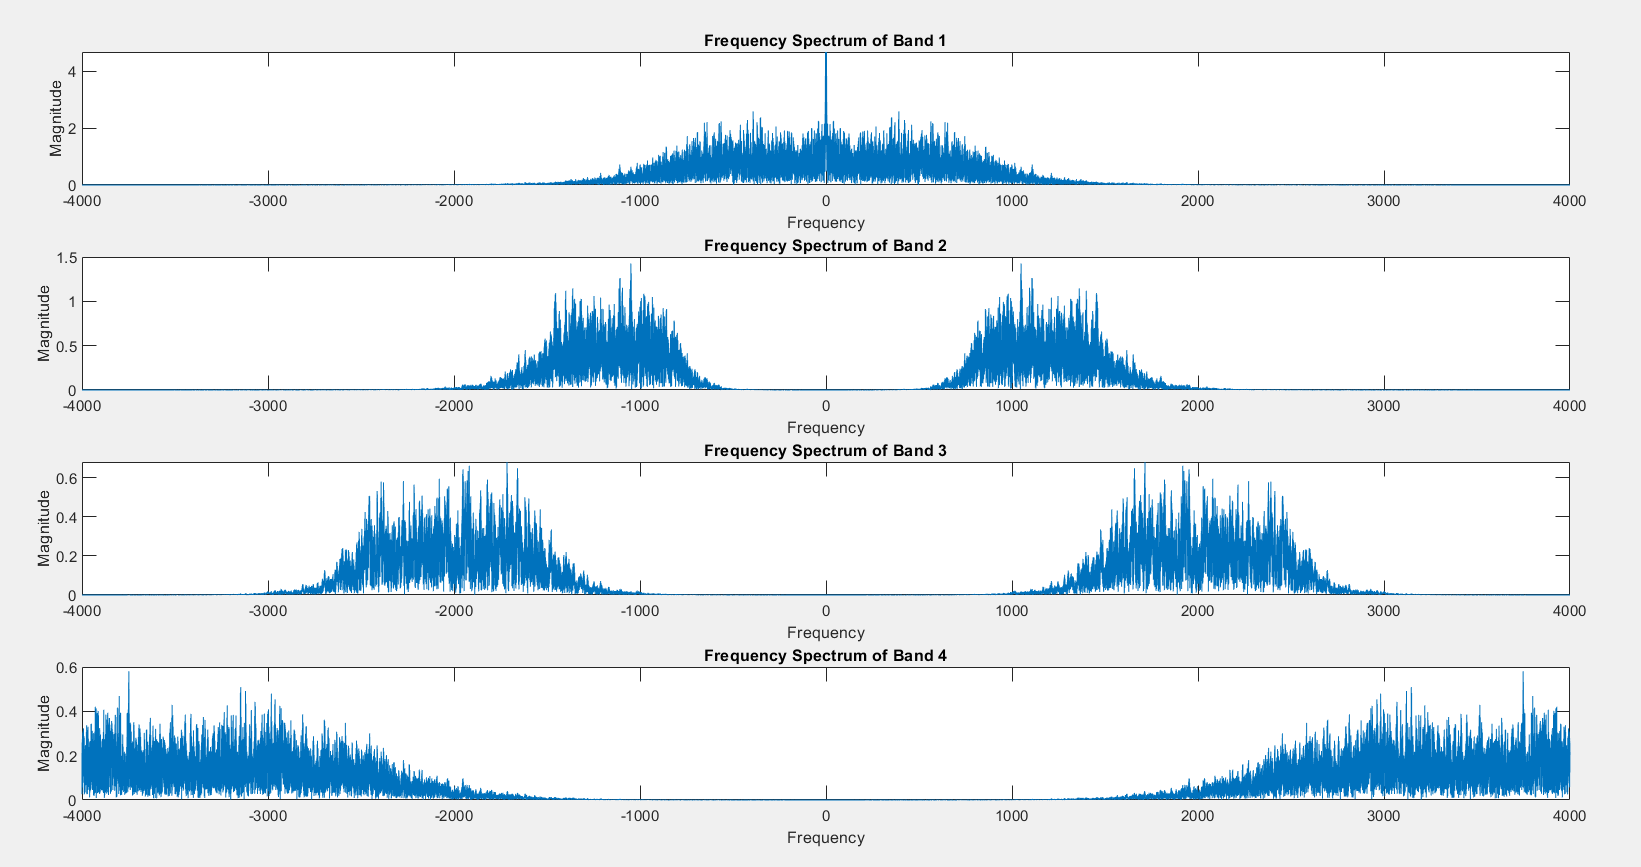 Frequency Spectrum of Band 1
Magnitude
4
2
0
-4000 -3000 -2000 -1000 0 1000 2000 3000 4000
Frequency
Frequency Spectrum of Band 2
Magnitude
1.5
1
0.5
0
-4000 -3000 -2000 -1000 0 1000 2000 3000 4000
Frequency
Frequency Spectrum of Band 3
Magnitude
0.6
0.4
0.2
0
-4000 -3000 -2000 -1000 0 1000 2000 3000 4000
Frequency
Frequency Spectrum of Band 4
Magnitude
0.6
0.4
0.2
0
-4000 -3000 -2000 -1000 0 1000 2000 3000 4000
Frequency